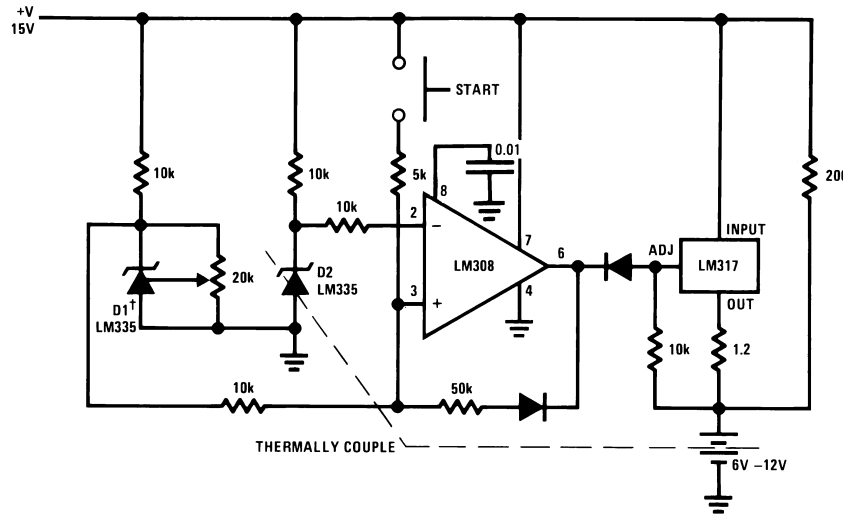 +V
15V
START
10k
10k
5k
0.01
8
200
10k
2
−
7
6
ADJ
INPUT
LM317
OUT
20k
D2
LM335
LM308
D1†
LM335
3
+
4
10k
1.2
10k
50k
THERMALLY COUPLE
6V –12V